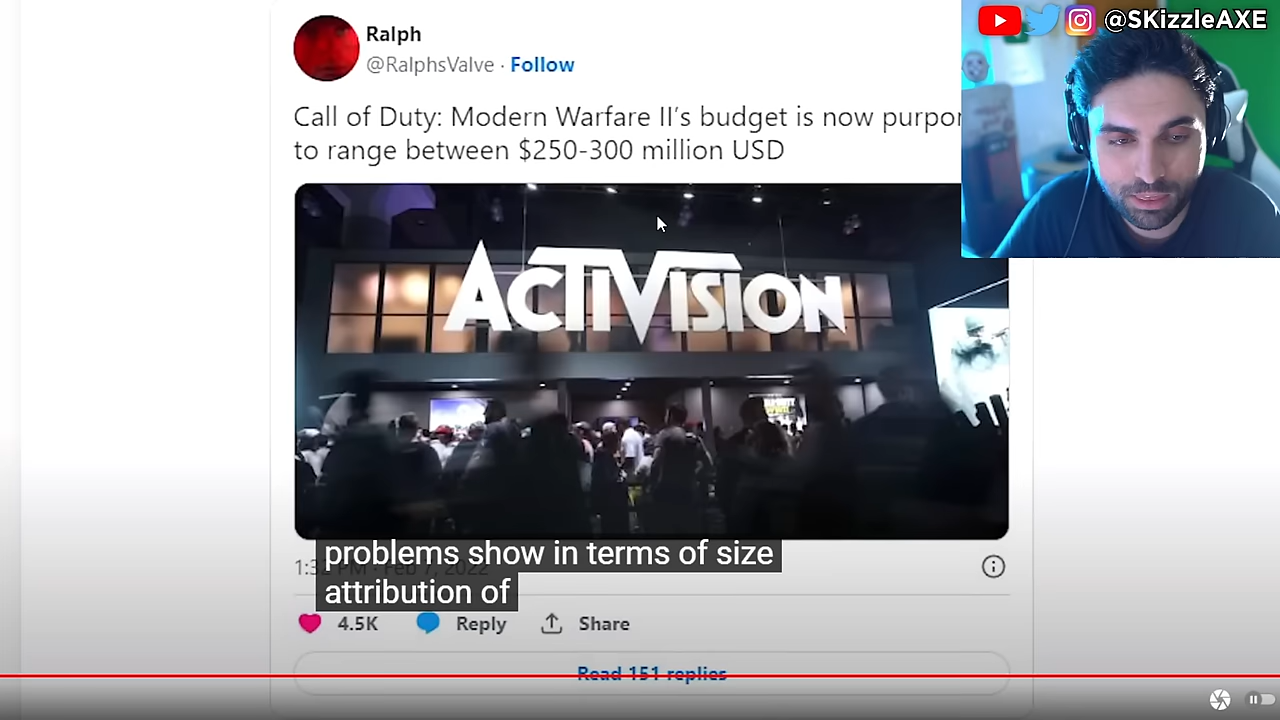 @SKizzleAXE
Ralph
@RalphsValve · Follow
Call of Duty: Modern Warfare II's budget is now purpor
to range between $250-300 million USD
ACTIVISION
problems show in terms of size
attribution of
4.5K Reply Share
Read 151 replies